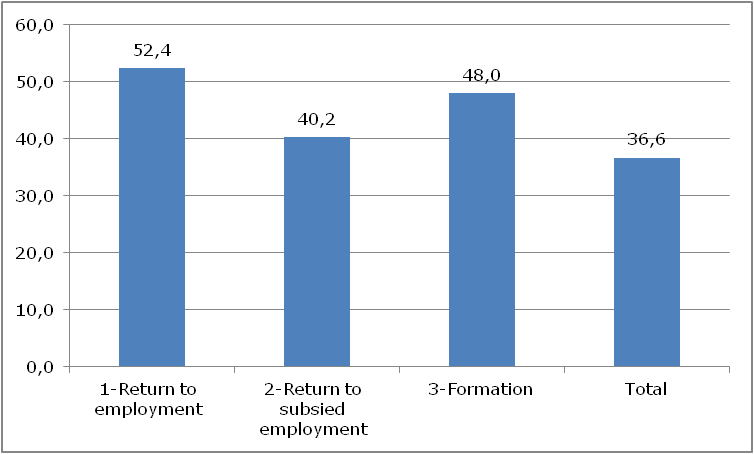 60,0
50,0
40,0
30,0
20,0
10,0
0,0
52,4
40,2
48,0
36,6
1-Return to
employment
2-Return to
subsied
employment
3-Formation
Total